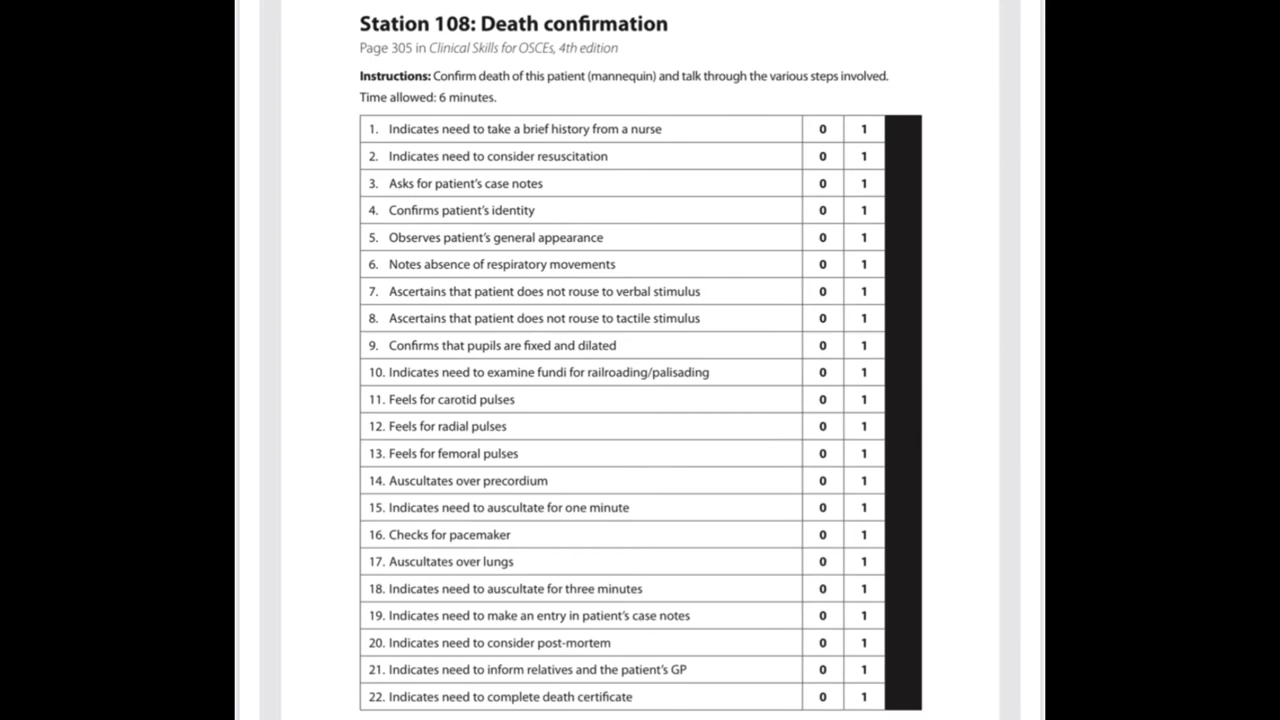 Station 108: Death confirmation
Page 305 in Clinical Skills for OSCEs, 4th edition
Instructions: Confirm death of this patient (mannequin) and talk through the various steps involved.
Time allowed: 6 minutes.
1. Indicates need to take a brief history from a nurse 0 1
2. Indicates need to consider resuscitation 0 1
3. Asks for patient's case notes 0 1
4. Confirms patient's identity 0 1
5. Observes patient's general appearance 0 1
6. Notes absence of respiratory movements 0 1
7. Ascertains that patient does not rouse to verbal stimulus 0 1
8. Ascertains that patient does not rouse to tactile stimulus 0 1
9. Confirms that pupils are fixed and dilated 0 1
10. Indicates need to examine fundi for railroading/palisading 0 1
11. Feels for carotid pulses 0 1
12. Feels for radial pulses 0 1
13. Feels for femoral pulses 0 1
14. Auscultates over precordium 0 1
15. Indicates need to auscultate for one minute 0 1
16. Checks for pacemaker 0 1
17. Auscultates over lungs 0 1
18. Indicates need to auscultate for three minutes 0 1
19. Indicates need to make an entry in patient's case notes 0 1
20. Indicates need to consider post-mortem 0 1
21. Indicates need to inform relatives and the patient's GP 0 1
22. Indicates need to complete death certificate 0 1